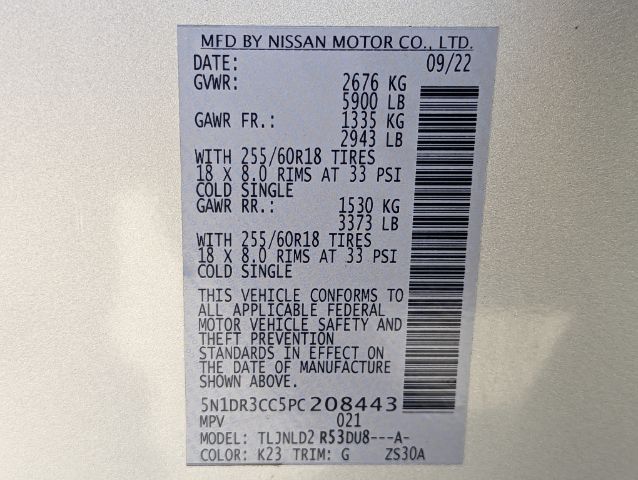 MFD BY NISSAN MOTOR CO., LTD.
DATE: 09/22
GVWR: 2676 KG
5900 LB
GAWR FR.: 1335 KG
2943 LB
WITH 255/60R18 TIRES
18 X 8.0 RIMS AT 33 PSI
COLD SINGLE
GAWR RR.: 1530 KG
3373 LB
WITH 255/60R18 TIRES
18 X 8.0 RIMS AT 33 PSI
COLD SINGLE
THIS VEHICLE CONFORMS TO
ALL APPLICABLE FEDERAL
MOTOR VEHICLE SAFETY AND
THEFT PREVENTION
STANDARDS IN EFFECT ON
THE DATE OF MANUFACTURE
SHOWN ABOVE.
5N1DR3CC5PC208443
MPV 021
MODEL: TLJNLD2 R53DU8---A-
COLOR: K23 TRIM: G ZS30A